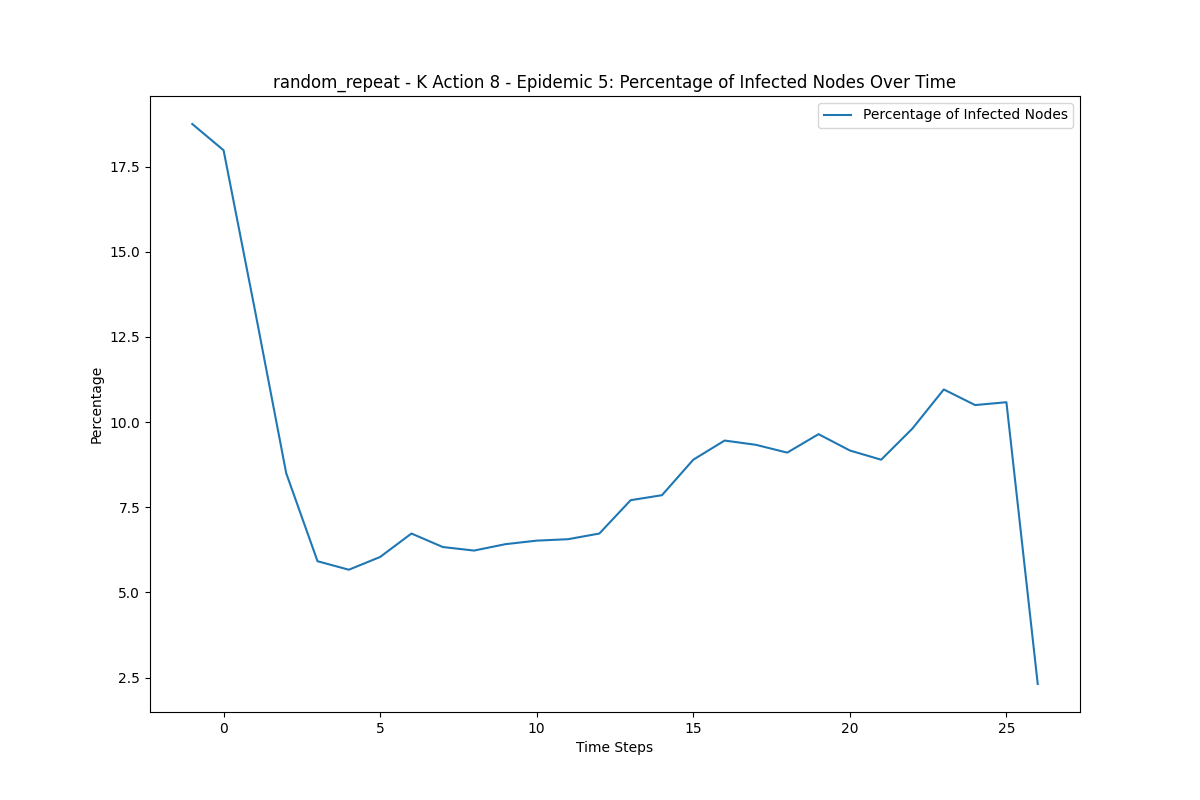 random_repeat - K Action 8 - Epidemic 5: Percentage of Infected Nodes Over Time
Percentage of Infected Nodes
17.5
15.0
12.5
10.0
7.5
5.0
2.5
Percentage
0 5 10 15 20 25
Time Steps